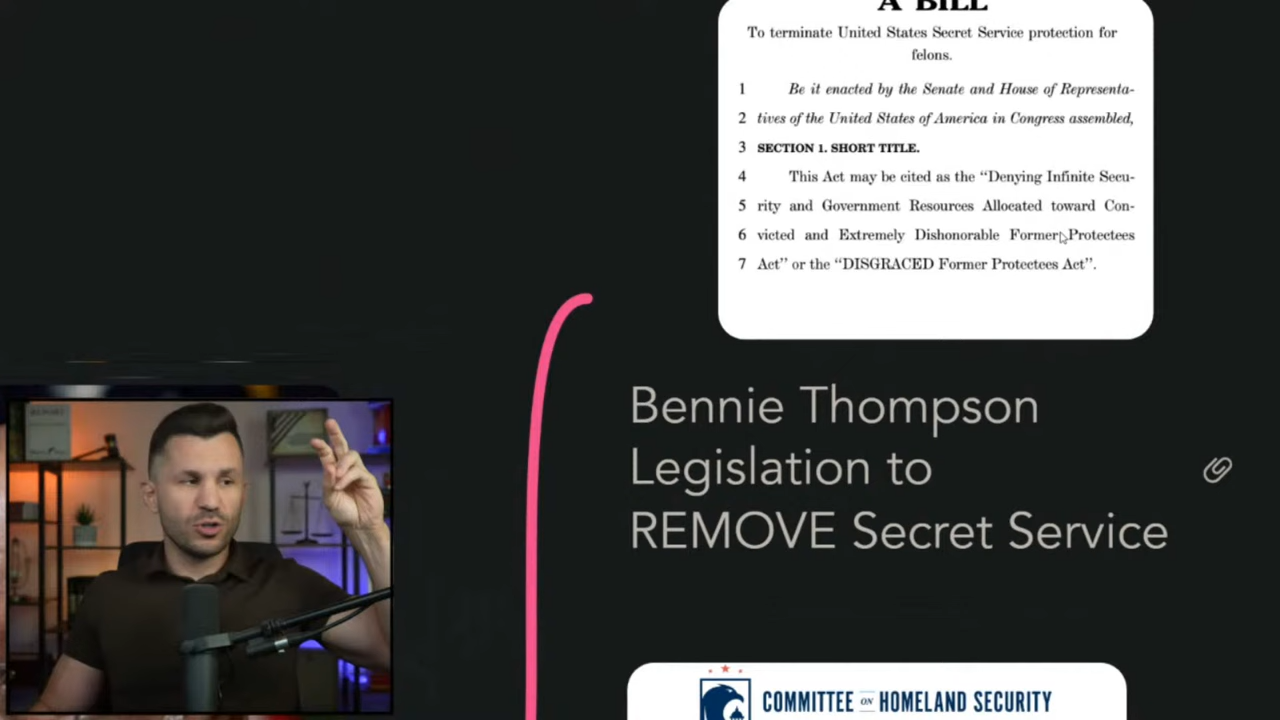 A BILL
To terminate United States Secret Service protection for
felons.
1 Be it enacted by the Senate and House of Representa-
2 tives of the United States of America in Congress assembled,
3 SECTION 1. SHORT TITLE.
4 This Act may be cited as the “Denying Infinite Secu-
5 rity and Government Resources Allocated toward Con-
6 victed and Extremely Dishonorable Former Protectees
7 Act” or the “DISGRACED Former Protectees Act”.
Bennie Thompson
Legislation to
REMOVE Secret Service
COMMITTEE ON HOMELAND SECURITY